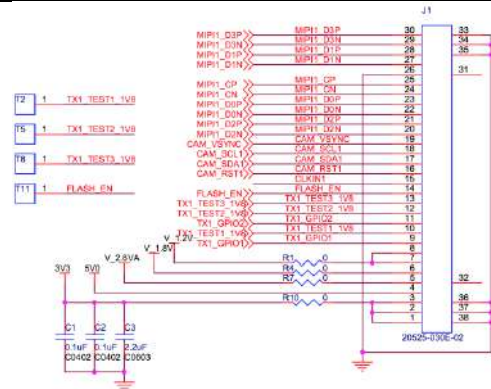 J1
MIPI1_D3P MIPI1_D3P 30 33
MIPI1_D3N MIPI1_D3N 29 34
MIPI1_D1P MIPI1_D1P 28 35
MIPI1_D1N MIPI1_D1N 27
26 31
MIPI1_CP MIPI1_CP 25
MIPI1_CN MIPI1_CN 24
MIPI1_D0P MIPI1_D0P 23
MIPI1_D0N MIPI1_D0N 22
MIPI1_D2P MIPI1_D2P 21
MIPI1_D2N MIPI1_D2N 20
CAM_VSYNC CAM_VSYNC 19
CAM_SCL1 CAM_SCL1 18
CAM_SDA1 CAM_SDA1 17
CAM_RST1 CAM_RST1 16
CLKIN1 15
FLASH_EN FLASH_EN 14
TX1_TEST3_1V8 TX1_TEST3_1V8 13
TX1_TEST2_1V8 TX1_TEST2_1V8 12
TX1_GPIO2 TX1_GPIO2 11
TX1_TEST1_1V8 TX1_TEST1_1V8 10
TX1_GPIO1 TX1_GPIO1 9
8
T2 1 TX1_TEST1_1V8
T5 1 TX1_TEST2_1V8
T8 1 TX1_TEST3_1V8
T11 1 FLASH_EN
V_1.2V
V_1.8V
V_2.8VA
3V3 5V0
R1 0 7
R4 0 6
R7 0 5 32
4
R10 0 3 36
2 37
1 38
20525-030E-02
C1 C2 C3
0.1uF 0.1uF 2.2uF
C0402 C0402 C0603